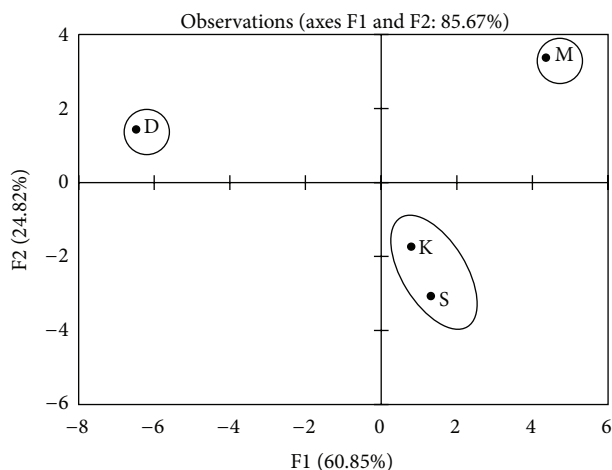 Observations (axes F1 and F2: 85.67%)
4
M
2
D
0
F2 (24.82%)
−2
K
S
−4
−6
−8 −6 −4 −2 0 2 4 6
F1 (60.85%)